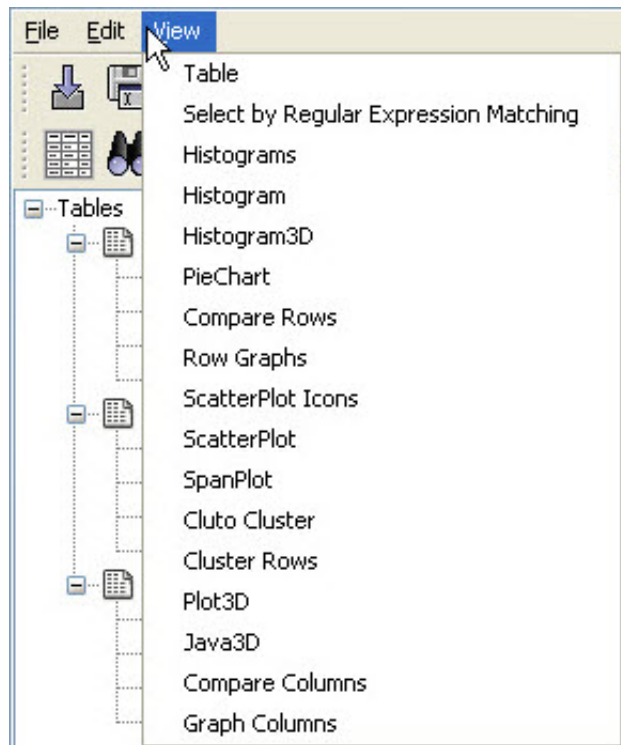 File Edit View
Table
Select by Regular Expression Matching
Histograms
Histogram
Tables
Histogram3D
PieChart
Compare Rows
Row Graphs
ScatterPlot Icons
ScatterPlot
SpanPlot
Cluto Cluster
Cluster Rows
Plot3D
Java3D
Compare Columns
Graph Columns